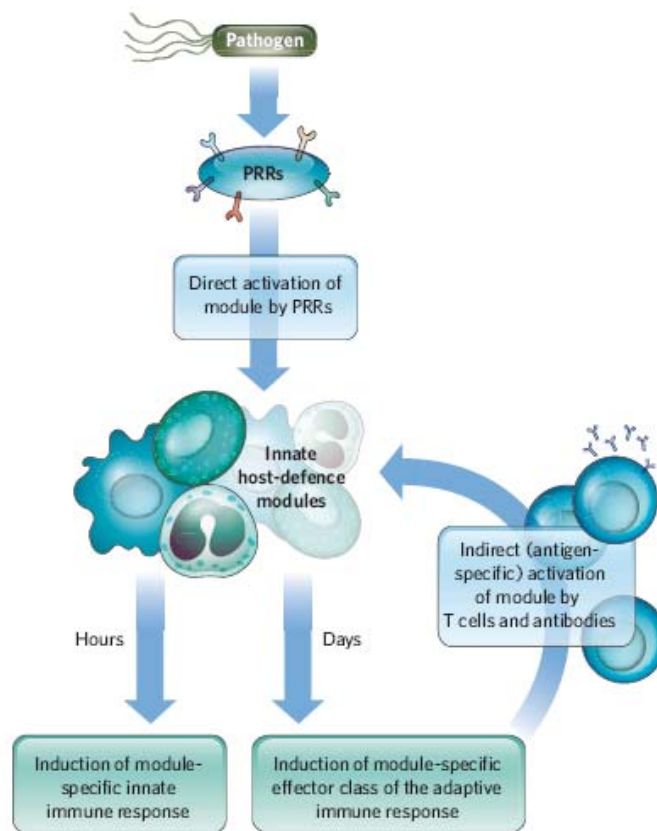 Pathogen
PRRs
Direct activation of
module by PRRs
Innate
host-defence
modules
Indirect (antigen-
specific) activation
of module by
T cells and antibodies
Hours
Days
Induction of module-
specific innate
immune response
Induction of module-specific
effector class of the adaptive
immune response